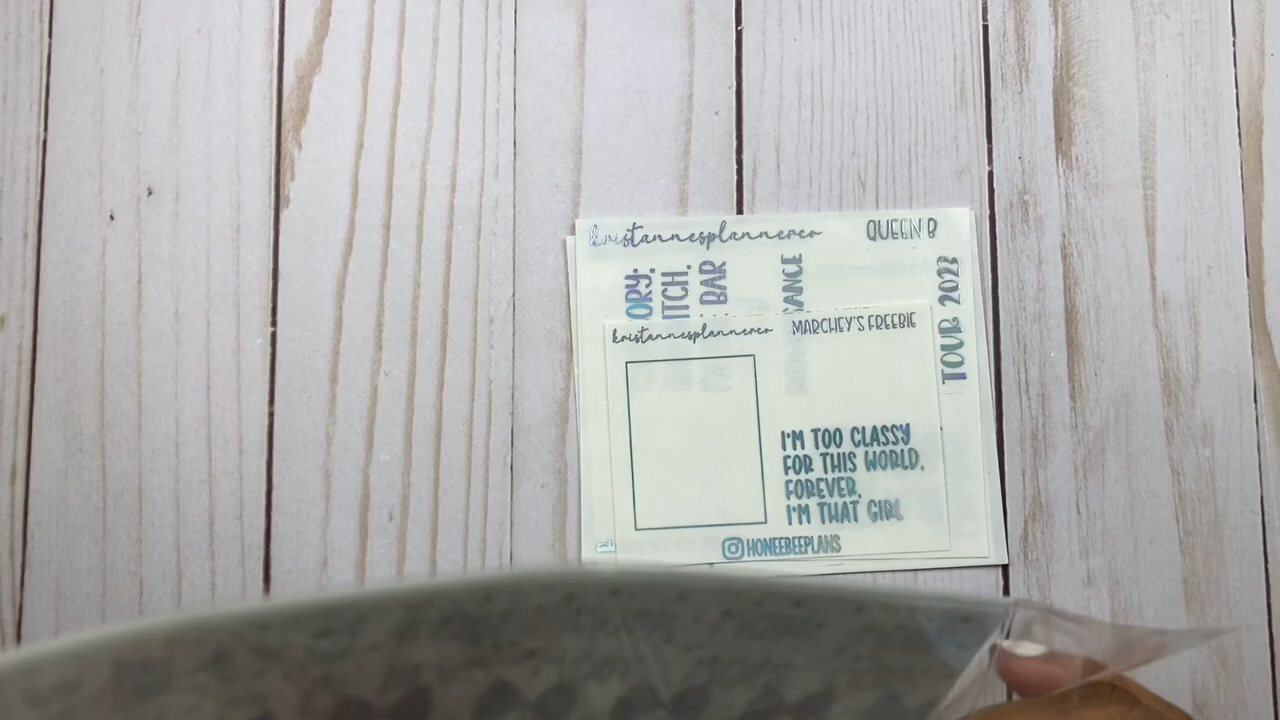 kristannesplannerer QUEEN B
BAR
TOUR 2023
kristannesplannerer MARCHEY'S FREEBIE
I'M TOO CLASSY
FOR THIS WORLD.
FOREVER,
I'M THAT GIRL
HONEEBEEPLANS